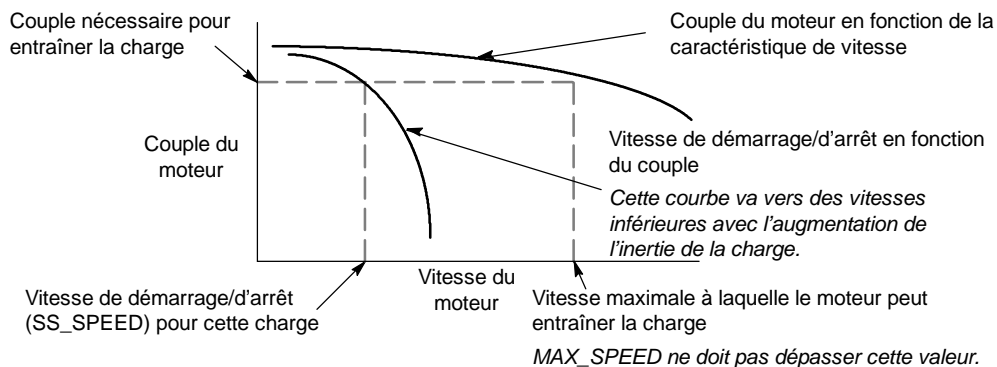 Couple nécessaire pour
entraîner la charge
Couple du moteur en fonction de la
caractéristique de vitesse
Couple du
moteur
Vitesse de démarrage/d'arrêt en fonction
du couple
Cette courbe va vers des vitesses
inférieures avec l'augmentation de
l'inertie de la charge.
Vitesse du
moteur
Vitesse de démarrage/d'arrêt
(SS_SPEED) pour cette charge
Vitesse maximale à laquelle le moteur peut
entraîner la charge
MAX_SPEED ne doit pas dépasser cette valeur.